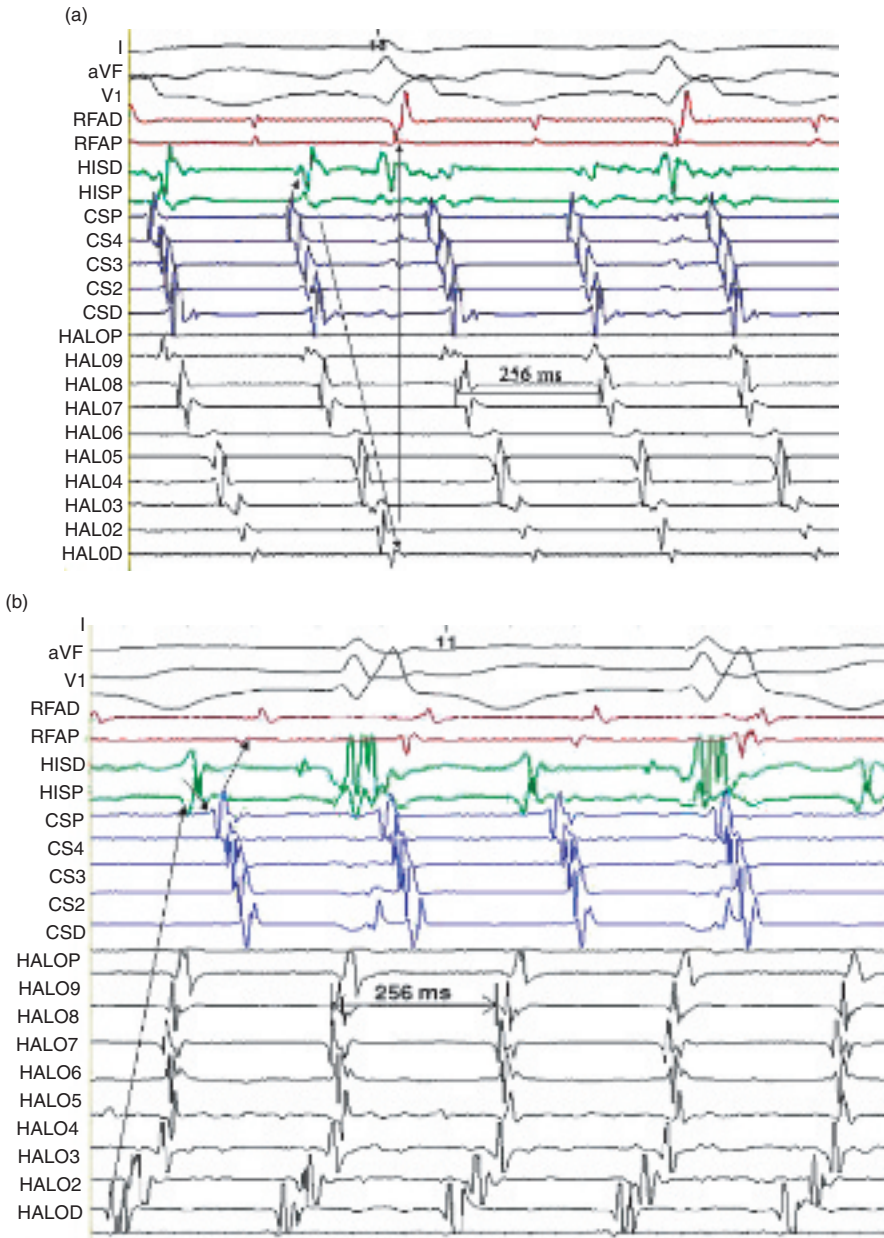 (a)
I
13
aVF
V1
RFAD
RFAP
HISD
HISP
CSP
CS4
CS3
CS2
CSD
HALOP
HAL09
HAL08
256 ms
HAL07
HAL06
HAL05
HAL04
HAL03
HAL02
HAL0D
(b)
I
11
aVF
V1
RFAD
RFAP
HISD
HISP
CSP
CS4
CS3
CS2
CSD
HALOP
HALO9
256 ms
HALO8
HALO7
HALO6
HALO5
HALO4
HALO3
HALO2
HALOD